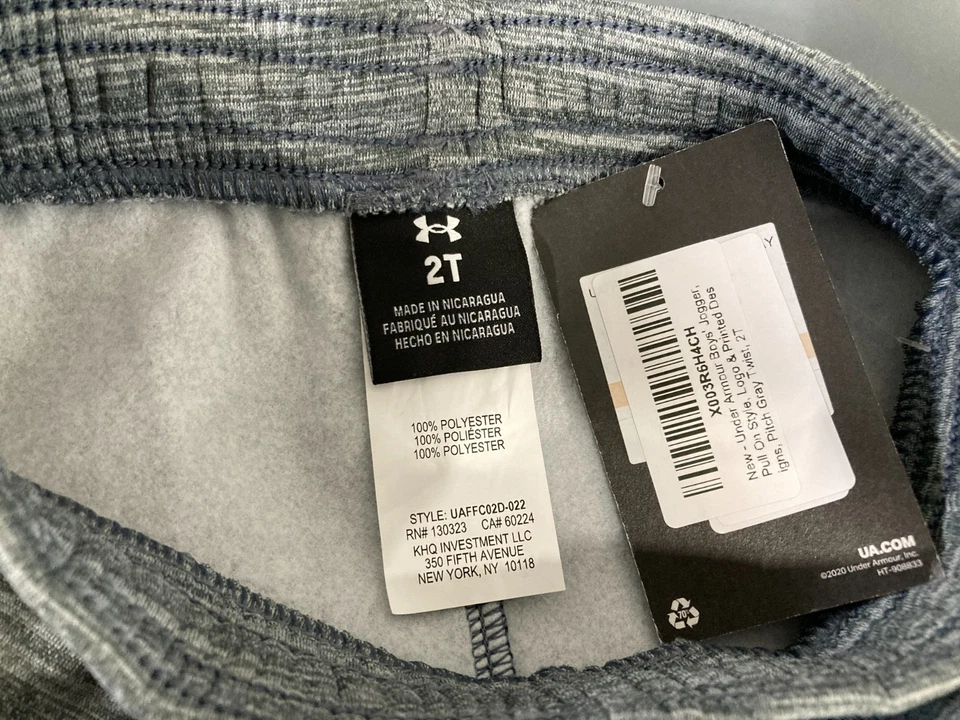 2T
MADE IN NICARAGUA
FABRIQUÉ AU NICARAGUA
HECHO EN NICARAGUA
100% POLYESTER
100% POLIÉSTER
100% POLYESTER
STYLE: UAFFC02D-022
RN# 130323 CA# 60224
KHQ INVESTMENT LLC
350 FIFTH AVENUE
NEW YORK, NY 10118
X003R6H4CH
New - Under Armour Boys' Jogger,
Pull On Style, Logo & Printed Des
igns, Pitch Gray Twist, 2T
UA.COM
©2020 Under Armour, Inc.
HT-908833
70%